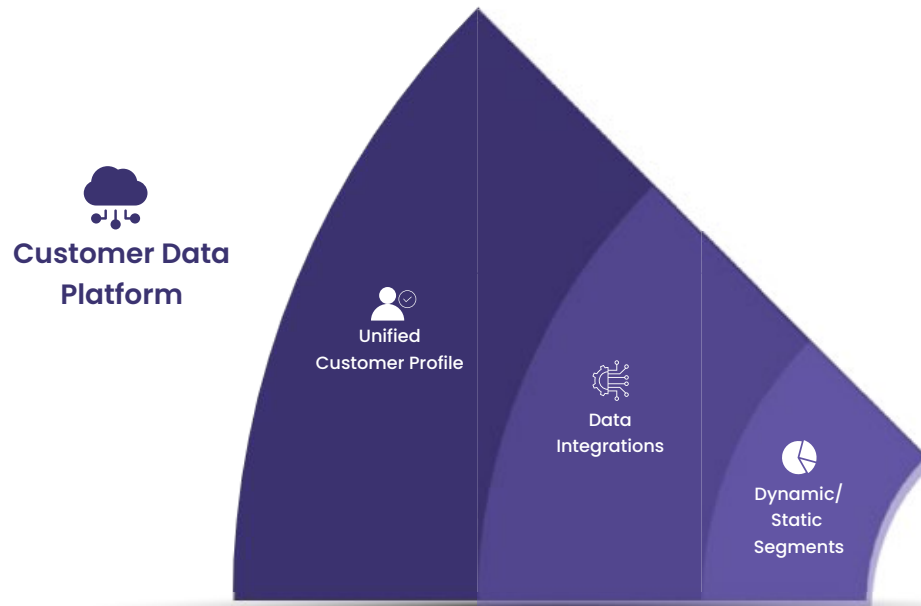 Customer Data
Platform
Unified
Customer Profile
Data
Integrations
Dynamic/
Static
Segments